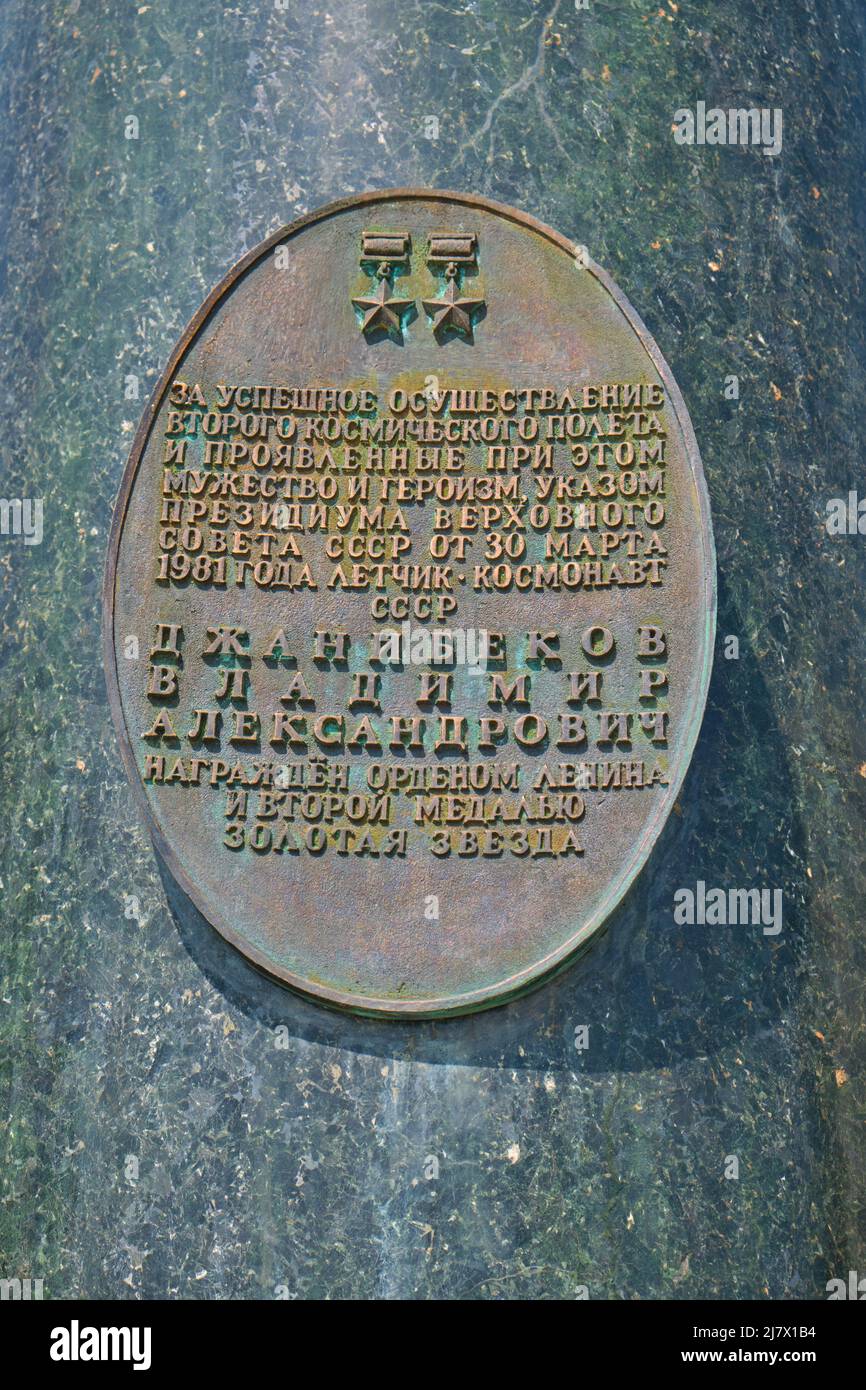 ЗА УСПЕШНОЕ ОСУЩЕСТВЛЕНИЕ
ВТОРОГО КОСМИЧЕСКОГО ПОЛЕТА
И ПРОЯВЛЕННЫЕ ПРИ ЭТОМ
МУЖЕСТВО И ГЕРОИЗМ, УКАЗОМ
ПРЕЗИДИУМА ВЕРХОВНОГО
СОВЕТА СССР ОТ 30 МАРТА
1981 ГОДА ЛЕТЧИК·КОСМОНАВТ
СССР
ДЖАНИБЕКОВ
ВЛАДИМИР
АЛЕКСАНДРОВИЧ
НАГРАЖДЁН ОРДЕНОМ ЛЕНИНА
И ВТОРОЙ МЕДАЛЬЮ
ЗОЛОТАЯ ЗВЕЗДА
alamy
alamy
alamy
Image ID: 2J7X1B4
www.alamy.com